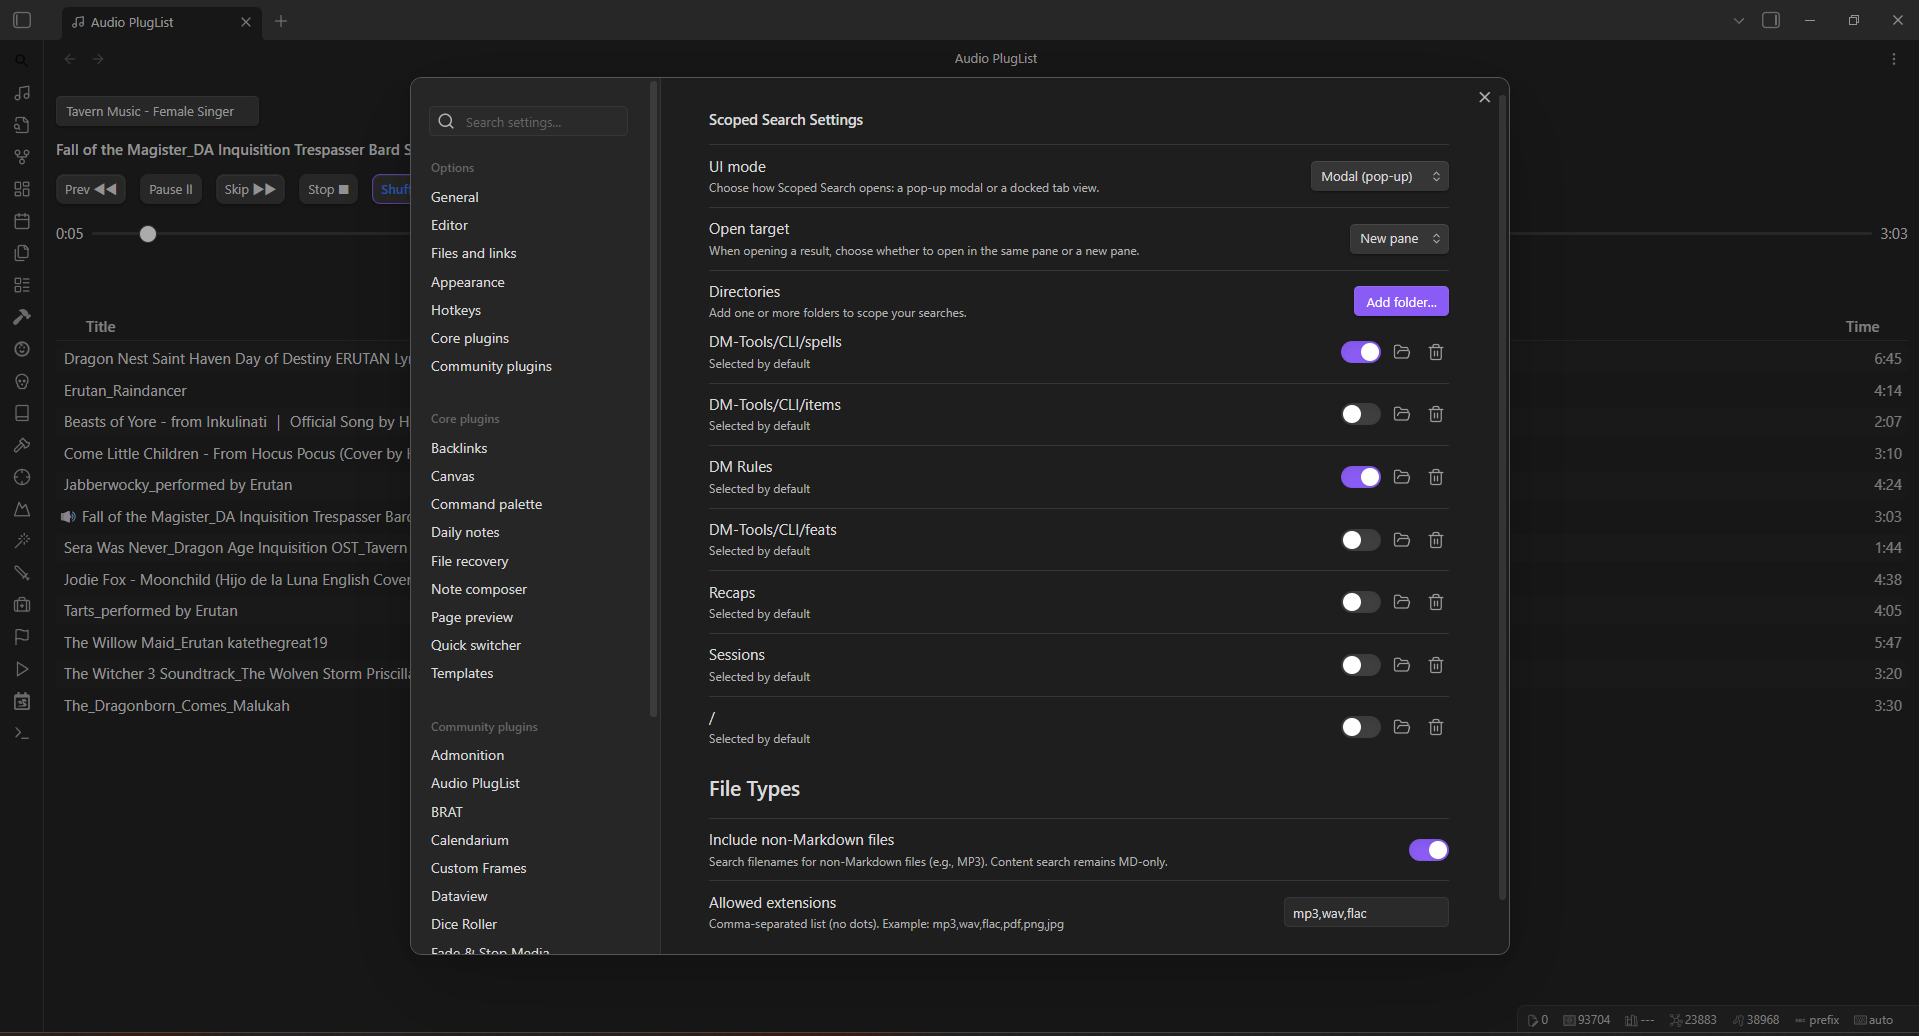 Audio PlugList
Audio PlugList
Tavern Music - Female Singer
Fall of the Magister_DA Inquisition Trespasser Bard S
Prev
Pause
Skip
Stop
Shuf
0:05
3:03
Title
Time
Dragon Nest Saint Haven Day of Destiny ERUTAN Lyr
6:45
Erutan_Raindancer
4:14
Beasts of Yore - from Inkulinati | Official Song by H
2:07
Come Little Children - From Hocus Pocus (Cover by
3:10
Jabberwocky_performed by Erutan
4:24
Fall of the Magister_DA Inquisition Trespasser Bard
3:03
Sera Was Never_Dragon Age Inquisition OST_Tavern
1:44
Jodie Fox - Moonchild (Hijo de la Luna English Cover
4:38
Tarts_performed by Erutan
4:05
The Willow Maid_Erutan katethegreat19
5:47
The Witcher 3 Soundtrack_The Wolven Storm Priscilla
3:20
The_Dragonborn_Comes_Malukah
3:30
Search settings...
Options
General
Editor
Files and links
Appearance
Hotkeys
Core plugins
Community plugins
Core plugins
Backlinks
Canvas
Command palette
Daily notes
File recovery
Note composer
Page preview
Quick switcher
Templates
Community plugins
Admonition
Audio PlugList
BRAT
Calendarium
Custom Frames
Dataview
Dice Roller
Fade & Stop Media
Scoped Search Settings
UI mode
Choose how Scoped Search opens: a pop-up modal or a docked tab view.
Modal (pop-up)
Open target
When opening a result, choose whether to open in the same pane or a new pane.
New pane
Directories
Add one or more folders to scope your searches.
Add folder...
DM-Tools/CLI/spells
Selected by default
DM-Tools/CLI/items
Selected by default
DM Rules
Selected by default
DM-Tools/CLI/feats
Selected by default
Recaps
Selected by default
Sessions
Selected by default
/
Selected by default
File Types
Include non-Markdown files
Search filenames for non-Markdown files (e.g., MP3). Content search remains MD-only.
Allowed extensions
Comma-separated list (no dots). Example: mp3,wav,flac,pdf,png,jpg
mp3,wav,flac
0 93704 --- 23883 38968 prefix auto